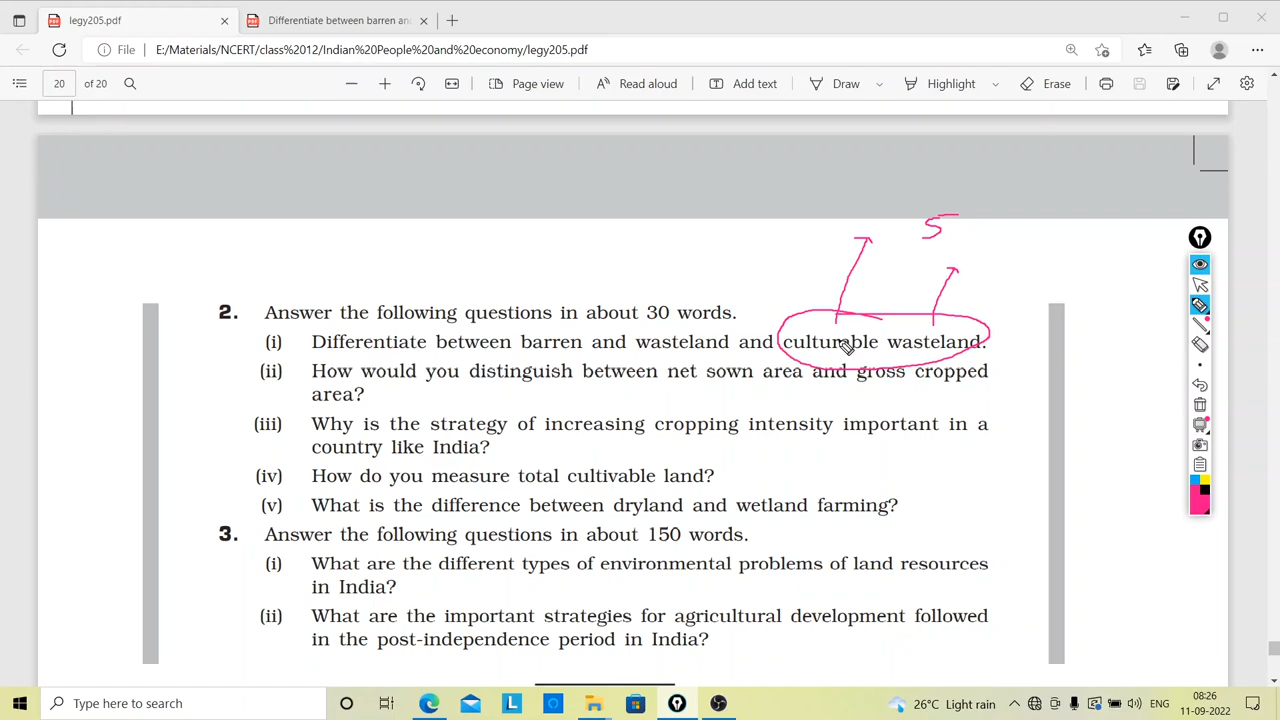 legy205.pdf
Differentiate between barren an
File
E:/Materials/NCERT/class%2012/Indian%20People%20and%20economy/legy205.pdf
20 of 20
Page view
Read aloud
Add text
Draw
Highlight
Erase
5
2. Answer the following questions in about 30 words.
(i) Differentiate between barren and wasteland and culturable wasteland.
(ii) How would you distinguish between net sown area and gross cropped
area?
(iii) Why is the strategy of increasing cropping intensity important in a
country like India?
(iv) How do you measure total cultivable land?
(v) What is the difference between dryland and wetland farming?
3. Answer the following questions in about 150 words.
(i) What are the different types of environmental problems of land resources
in India?
(ii) What are the important strategies for agricultural development followed
in the post-independence period in India?
Type here to search
26°C Light rain
ENG
08:26
11-09-2022